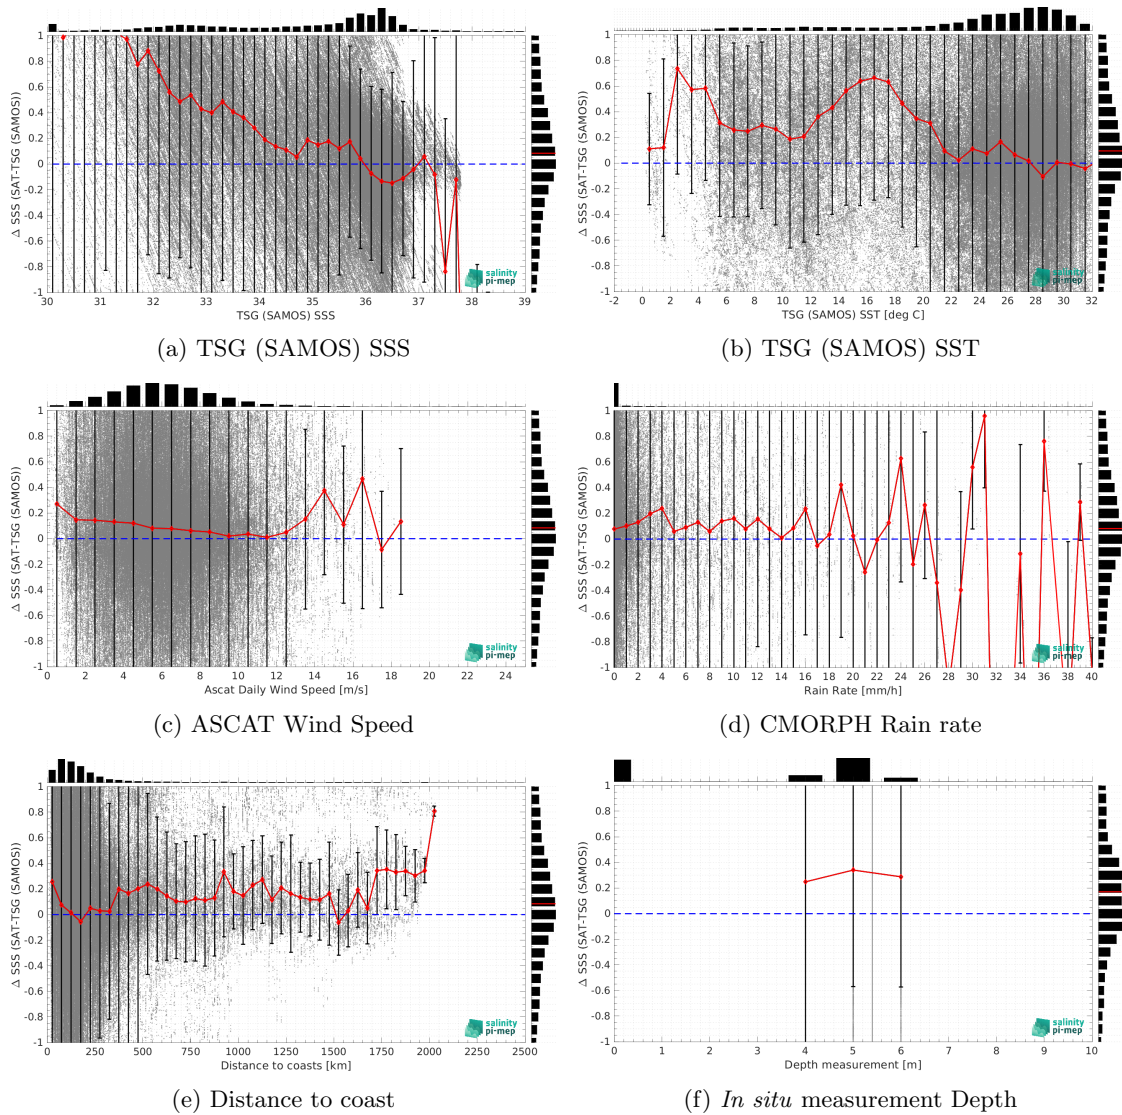 1
0.8
0.6
0.4
0.2
0
-0.2
-0.4
-0.6
-0.8
-1
Δ SSS (SAT-TSG (SAMOS))
salinity
pi-mep
30 31 32 33 34 35 36 37 38 39
TSG (SAMOS) SSS
(a) TSG (SAMOS) SSS
1
0.8
0.6
0.4
0.2
0
-0.2
-0.4
-0.6
-0.8
-1
Δ SSS (SAT-TSG (SAMOS))
salinity
pi-mep
-2 0 2 4 6 8 10 12 14 16 18 20 22 24 26 28 30 32
TSG (SAMOS) SST [deg C]
(b) TSG (SAMOS) SST
1
0.8
0.6
0.4
0.2
0
-0.2
-0.4
-0.6
-0.8
-1
Δ SSS (SAT-TSG (SAMOS))
salinity
pi-mep
0 2 4 6 8 10 12 14 16 18 20 22 24
Ascat Daily Wind Speed [m/s]
(c) ASCAT Wind Speed
1
0.8
0.6
0.4
0.2
0
-0.2
-0.4
-0.6
-0.8
-1
Δ SSS (SAT-TSG (SAMOS))
salinity
pi-mep
0 2 4 6 8 10 12 14 16 18 20 22 24 26 28 30 32 34 36 38 40
Rain Rate [mm/h]
(d) CMORPH Rain rate
1
0.8
0.6
0.4
0.2
0
-0.2
-0.4
-0.6
-0.8
-1
Δ SSS (SAT-TSG (SAMOS))
salinity
pi-mep
0 250 500 750 1000 1250 1500 1750 2000 2250 2500
Distance to coasts [km]
(e) Distance to coast
1
0.8
0.6
0.4
0.2
0
-0.2
-0.4
-0.6
-0.8
-1
Δ SSS (SAT-TSG (SAMOS))
salinity
pi-mep
0 1 2 3 4 5 6 7 8 9 10
Depth measurement [m]
(f) In situ measurement Depth